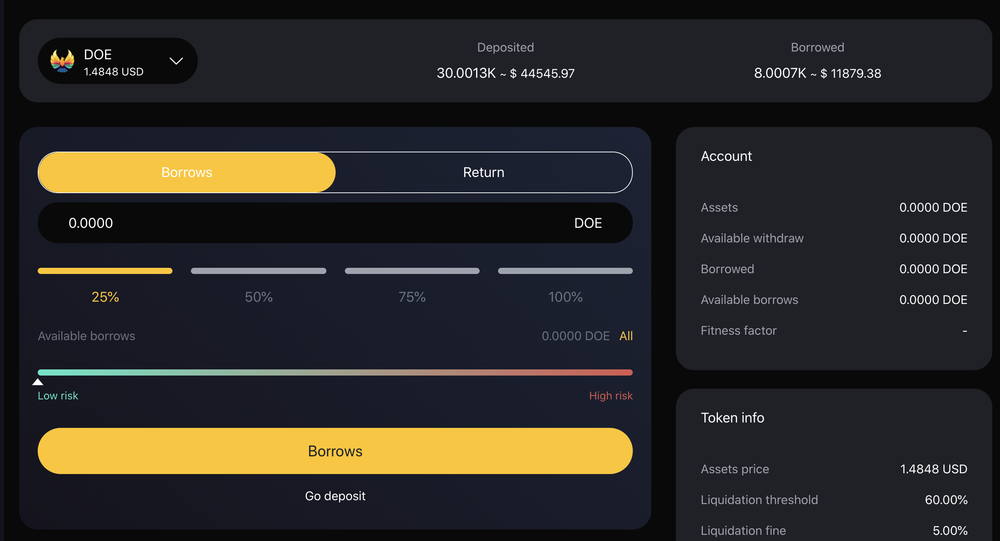 DOE
1.4848 USD
Deposited
30.0013K ~ $ 44545.97
Borrowed
8.0007K ~ $ 11879.38
Borrows
Return
0.0000 DOE
25% 50% 75% 100%
Available borrows 0.0000 DOE All
Low risk High risk
Borrows
Go deposit
Account
Assets 0.0000 DOE
Available withdraw 0.0000 DOE
Borrowed 0.0000 DOE
Available borrows 0.0000 DOE
Fitness factor -
Token info
Assets price 1.4848 USD
Liquidation threshold 60.00%
Liquidation fine 5.00%